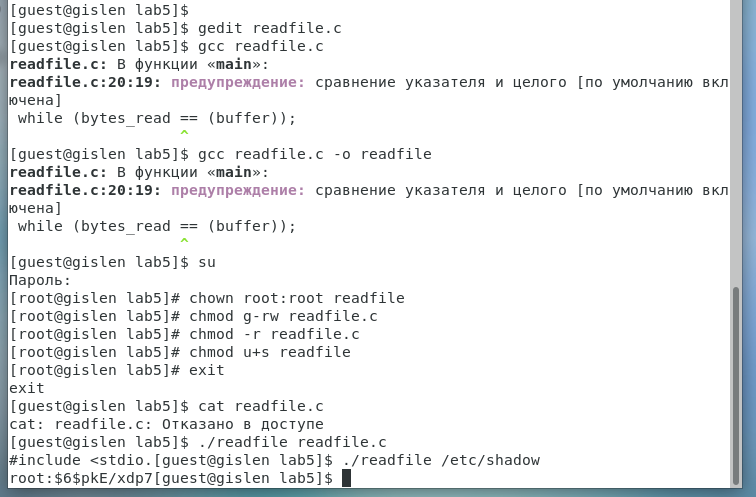 [guest@gislen lab5]$
[guest@gislen lab5]$ gedit readfile.c
[guest@gislen lab5]$ gcc readfile.c
readfile.c: В функции «main»:
readfile.c:20:19: предупреждение: сравнение указателя и целого [по умолчанию вкл
ючена]
 while (bytes_read == (buffer));
                   ^
[guest@gislen lab5]$ gcc readfile.c -o readfile
readfile.c: В функции «main»:
readfile.c:20:19: предупреждение: сравнение указателя и целого [по умолчанию вкл
ючена]
 while (bytes_read == (buffer));
                   ^
[guest@gislen lab5]$ su
Пароль:
[root@gislen lab5]# chown root:root readfile
[root@gislen lab5]# chmod g-rw readfile.c
[root@gislen lab5]# chmod -r readfile.c
[root@gislen lab5]# chmod u+s readfile
[root@gislen lab5]# exit
exit
[guest@gislen lab5]$ cat readfile.c
cat: readfile.c: Отказано в доступе
[guest@gislen lab5]$ ./readfile readfile.c
#include <stdio.[guest@gislen lab5]$ ./readfile /etc/shadow
root:$6$pkE/xdp7[guest@gislen lab5]$